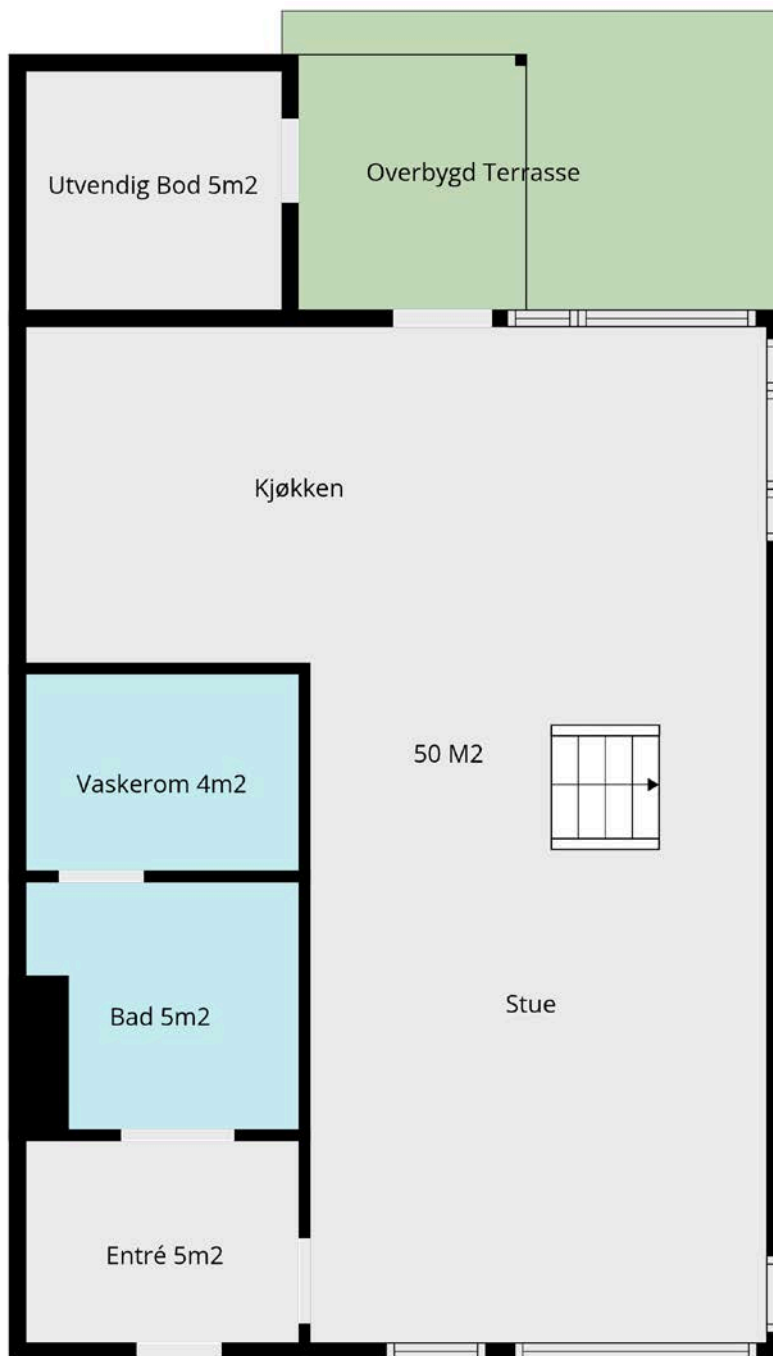 Overbygd Terrasse
Utvendig Bod 5m2
Kjøkken
50 M2
Vaskerom 4m2
Stue
Bad 5m2
Entré 5m2